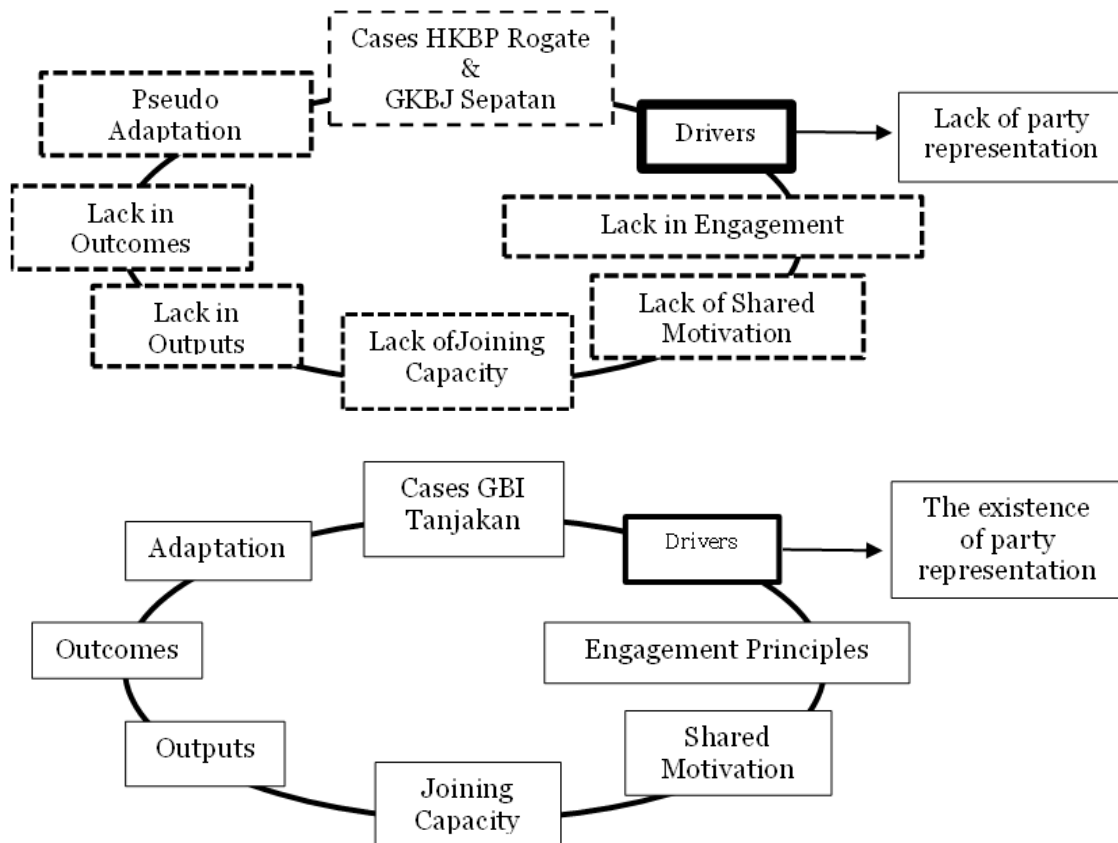 Cases HKBP Rogate
&
GKBJ Sepatan
Pseudo
Adaptation
Drivers
Lack of party
representation
Lack in
Outcomes
Lack in Engagement
Lack in
Outputs
Lack ofJoining
Capacity
Lack of Shared
Motivation
Cases GBI
Tanjakan
Adaptation
Drivers
The existence
of party
representation
Outcomes
Engagement Principles
Outputs
Shared
Motivation
Joining
Capacity